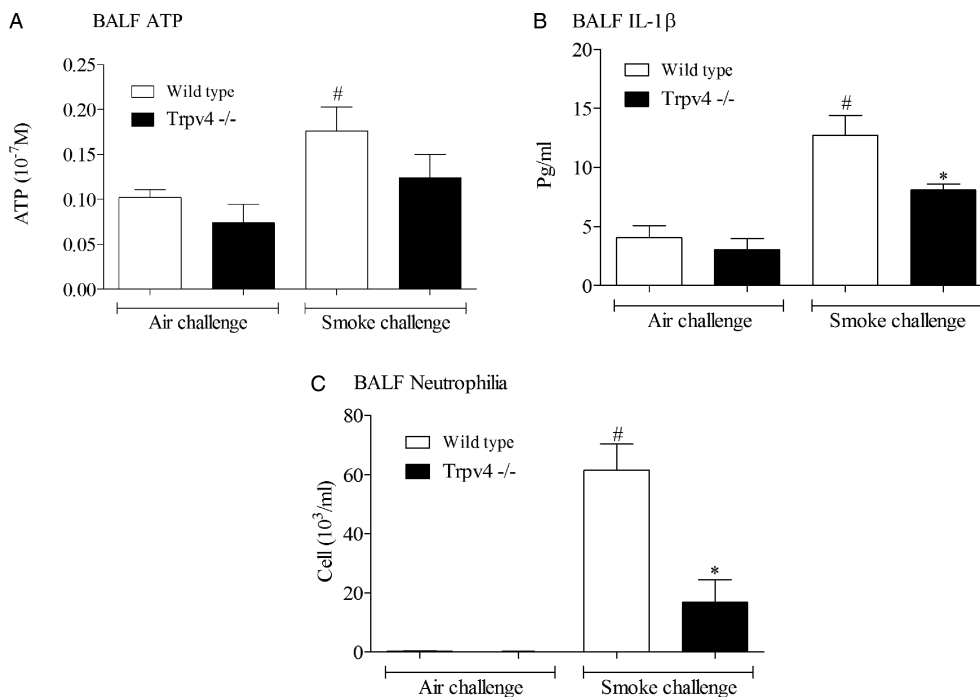 A BALF ATP
0.25
0.20
0.15
0.10
0.05
0.00
ATP (10⁻⁷M)
Wild type
Trpv4 -/-
#
Air challenge
Smoke challenge
B BALF IL-1β
20
15
10
5
0
Pg/ml
Wild type
Trpv4 -/-
#
*
Air challenge
Smoke challenge
C BALF Neutrophilia
80
60
40
20
0
Cell (10³/ml)
Wild type
Trpv4 -/-
#
*
Air challenge
Smoke challenge